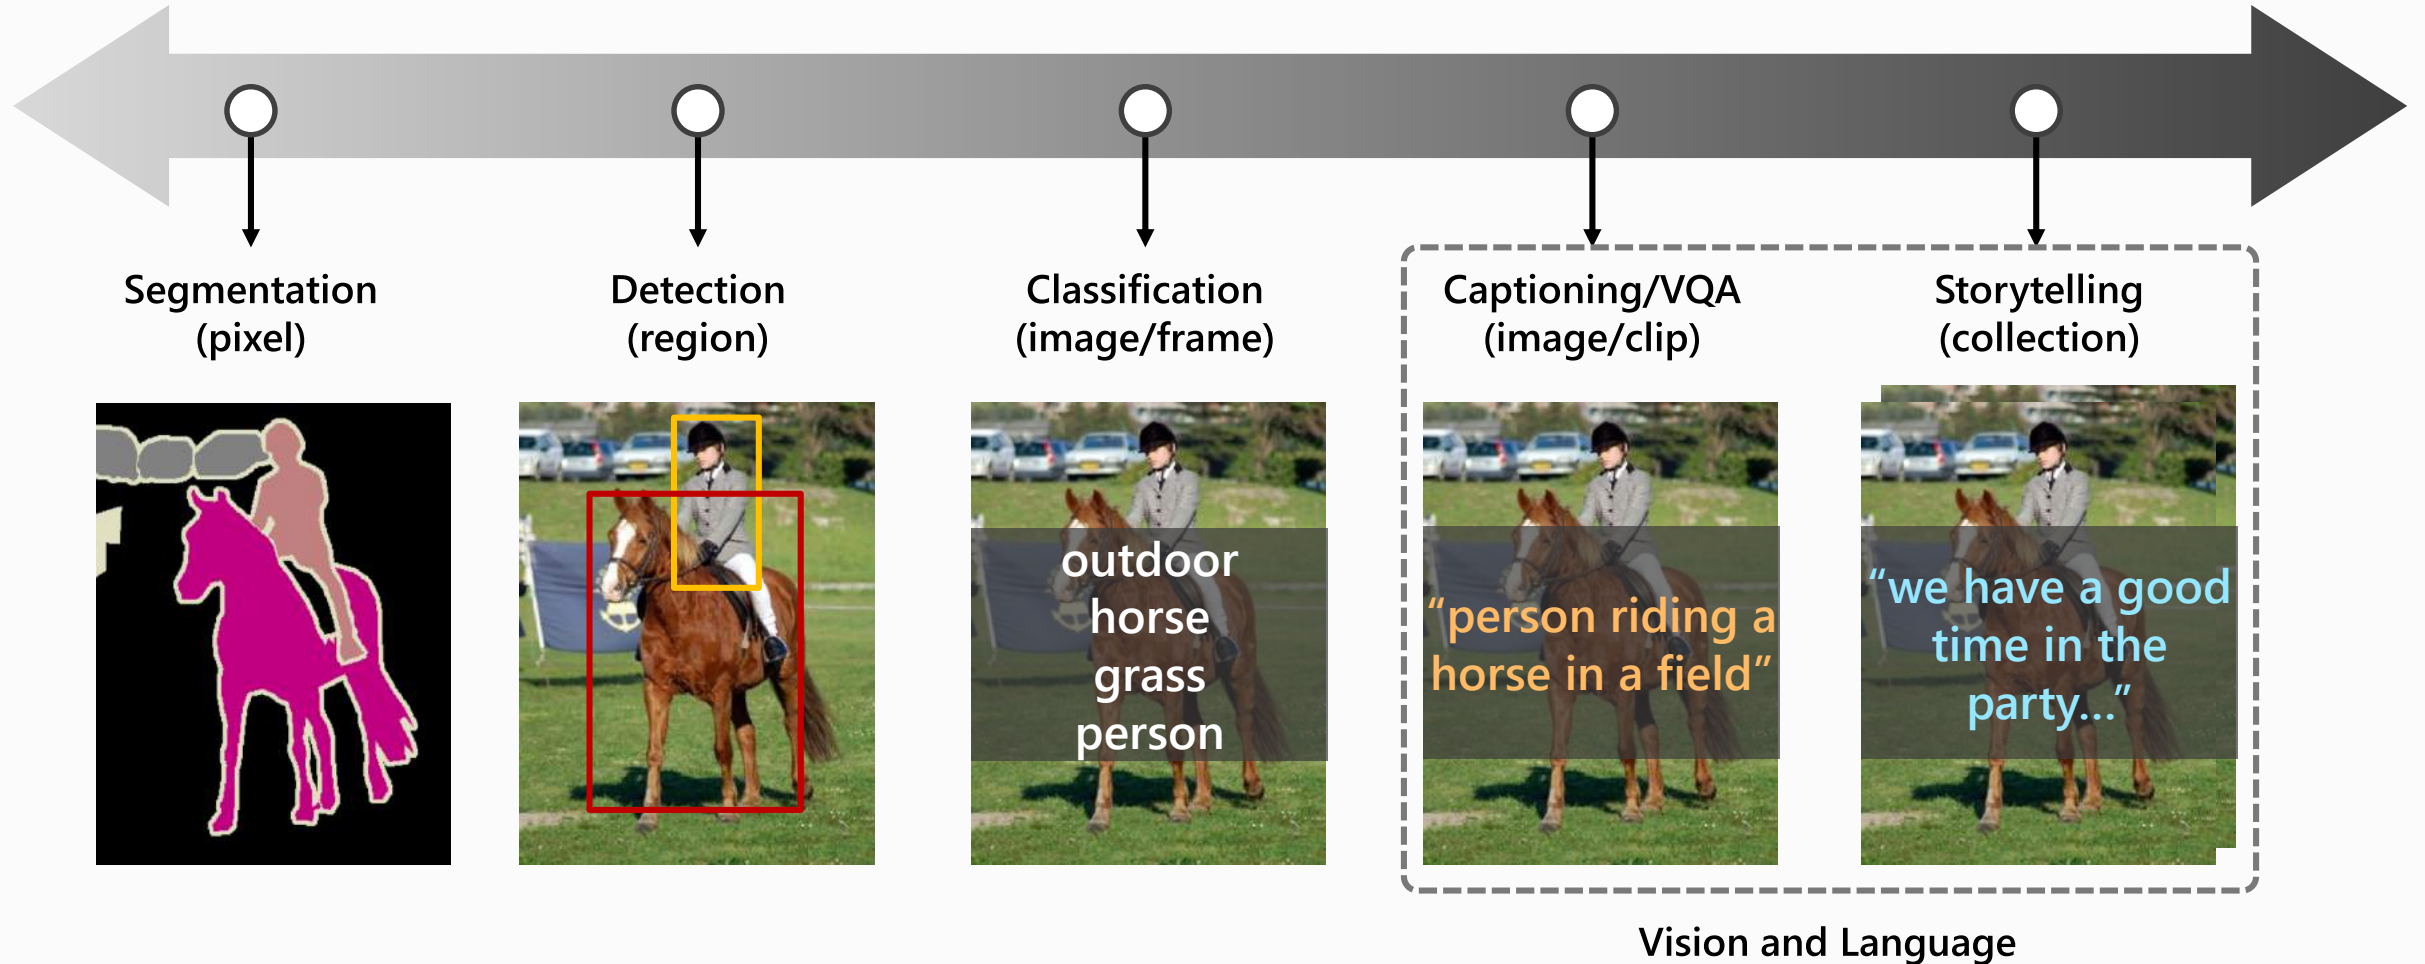 Segmentation
(pixel)
Detection
(region)
Classification
(image/frame)
Captioning/VQA
(image/clip)
Storytelling
(collection)
outdoor
horse
grass
person
“person riding a
horse in a field”
“we have a good
time in the
party...”
Vision and Language